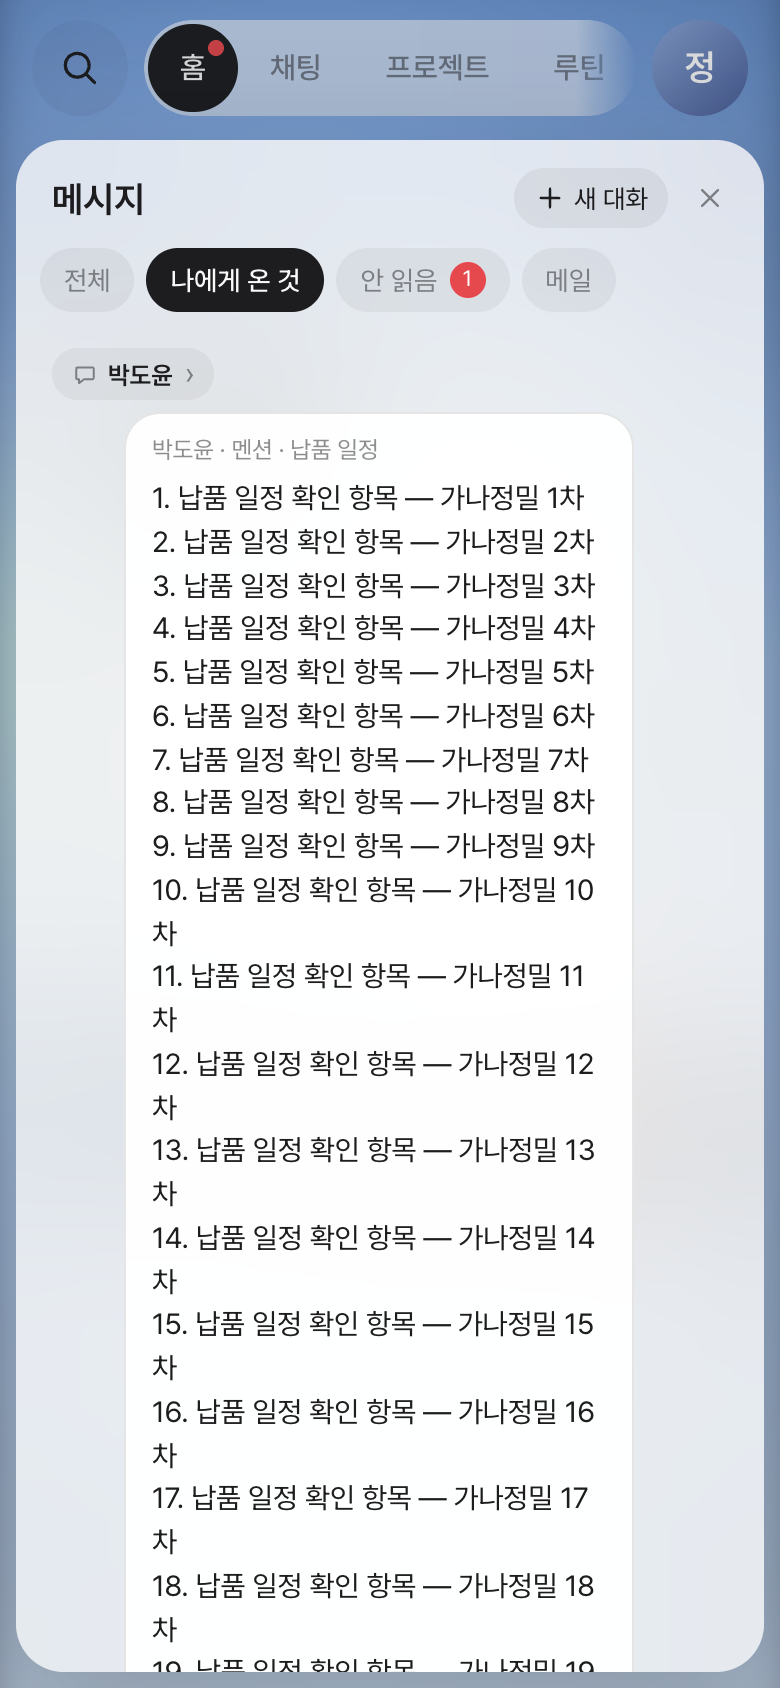 홈
채팅
프로젝트
루틴
정
메시지
새 대화
전체
나에게 온 것
안 읽음 1
메일
박도윤 ›
박도윤 · 멘션 · 납품 일정
1. 납품 일정 확인 항목 — 가나정밀 1차
2. 납품 일정 확인 항목 — 가나정밀 2차
3. 납품 일정 확인 항목 — 가나정밀 3차
4. 납품 일정 확인 항목 — 가나정밀 4차
5. 납품 일정 확인 항목 — 가나정밀 5차
6. 납품 일정 확인 항목 — 가나정밀 6차
7. 납품 일정 확인 항목 — 가나정밀 7차
8. 납품 일정 확인 항목 — 가나정밀 8차
9. 납품 일정 확인 항목 — 가나정밀 9차
10. 납품 일정 확인 항목 — 가나정밀 10
차
11. 납품 일정 확인 항목 — 가나정밀 11
차
12. 납품 일정 확인 항목 — 가나정밀 12
차
13. 납품 일정 확인 항목 — 가나정밀 13
차
14. 납품 일정 확인 항목 — 가나정밀 14
차
15. 납품 일정 확인 항목 — 가나정밀 15
차
16. 납품 일정 확인 항목 — 가나정밀 16
차
17. 납품 일정 확인 항목 — 가나정밀 17
차
18. 납품 일정 확인 항목 — 가나정밀 18
차
19. 납품 일정 확인 항목 — 가나정밀 19